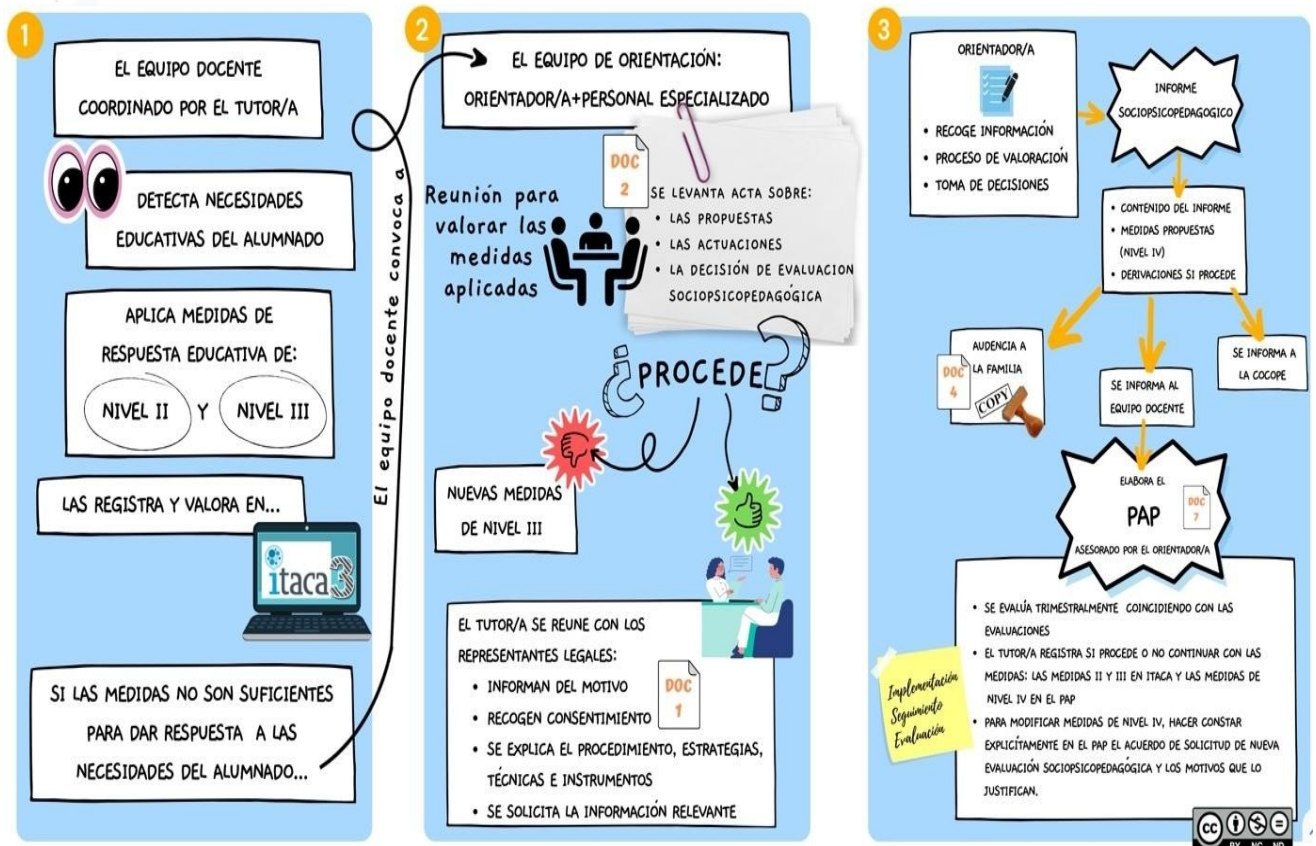 1
EL EQUIPO DOCENTE
COORDINADO POR EL TUTOR/A
DETECTA NECESIDADES
EDUCATIVAS DEL ALUMNADO
APLICA MEDIDAS DE
RESPUESTA EDUCATIVA DE:
NIVEL II Y NIVEL III
LAS REGISTRA Y VALORA EN...
itaca3
SI LAS MEDIDAS NO SON SUFICIENTES
PARA DAR RESPUESTA A LAS
NECESIDADES DEL ALUMNADO...
El equipo docente convoca a
2
EL EQUIPO DE ORIENTACIÓN:
ORIENTADOR/A+PERSONAL ESPECIALIZADO
Reunión para
valorar las
medidas
aplicadas
DOC
2
SE LEVANTA ACTA SOBRE:
• LAS PROPUESTAS
• LAS ACTUACIONES
• LA DECISIÓN DE EVALUACION
SOCIOPSICOPEDAGÓGICA
¿PROCEDE?
NUEVAS MEDIDAS
DE NIVEL III
EL TUTOR/A SE REUNE CON LOS
REPRESENTANTES LEGALES:
• INFORMAN DEL MOTIVO
• RECOGEN CONSENTIMIENTO
• SE EXPLICA EL PROCEDIMIENTO, ESTRATEGIAS,
TÉCNICAS E INSTRUMENTOS
• SE SOLICITA LA INFORMACIÓN RELEVANTE
DOC
1
3
ORIENTADOR/A
• RECOGE INFORMACIÓN
• PROCESO DE VALORACIÓN
• TOMA DE DECISIONES
INFORME
SOCIOPSICOPEDAGOGICO
• CONTENIDO DEL INFORME
• MEDIDAS PROPUESTAS
(NIVEL IV)
• DERIVACIONES SI PROCEDE
AUDENCIA A
LA FAMILIA
DOC
4
COPY
SE INFORMA AL
EQUIPO DOCENTE
SE INFORMA A
LA COCOPE
ELABORA EL
PAP
DOC
7
ASESORADO POR EL ORIENTADOR/A
• SE EVALÚA TRIMESTRALMENTE COINCIDIENDO CON LAS
EVALUACIONES
• EL TUTOR/A REGISTRA SI PROCEDE O NO CONTINUAR CON LAS
MEDIDAS: LAS MEDIDAS II Y III EN ITACA Y LAS MEDIDAS DE
NIVEL IV EN EL PAP
• PARA MODIFICAR MEDIDAS DE NIVEL IV, HACER CONSTAR
EXPLICÍTAMENTE EN EL PAP EL ACUERDO DE SOLICITUD DE NUEVA
EVALUACIÓN SOCIOPSICOPEDAGÓGICA Y LOS MOTIVOS QUE LO
JUSTIFICAN.
Implementación
Seguimiento
Evaluación
cc
BY NC ND